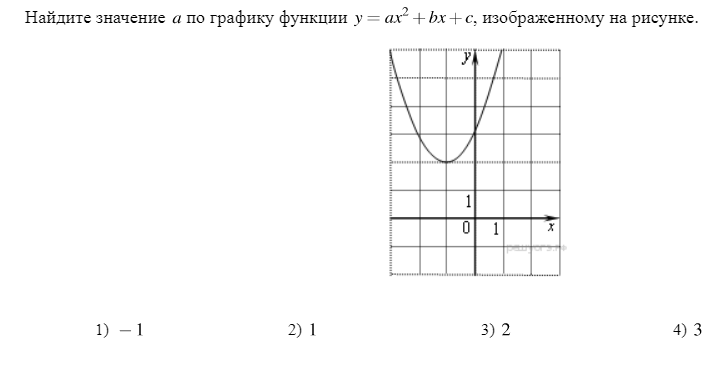 Найдите значение a по графику функции y = ax² + bx + c, изображенному на рисунке.
y
1
0 1 x
1) −1 2) 1 3) 2 4) 3